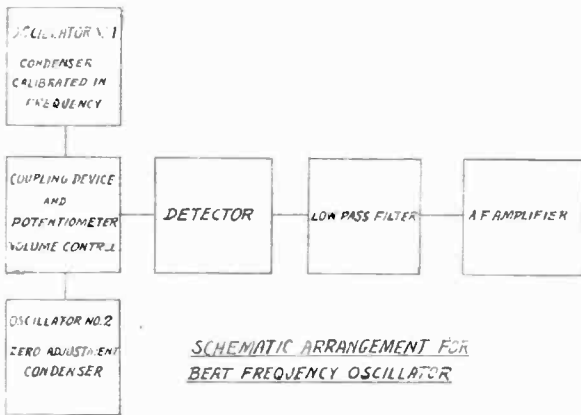 OSCILLATOR NO.1
CONDENSER
CALIBRATED IN
FREQUENCY
COUPLING DEVICE
AND
POTENTIOMETER
VOLUME CONTROL
DETECTOR
LOW PASS FILTER
A F AMPLIFIER
OSCILLATOR NO.2
ZERO ADJUSTMENT
CONDENSER
SCHEMATIC ARRANGEMENT FOR
BEAT FREQUENCY OSCILLATOR